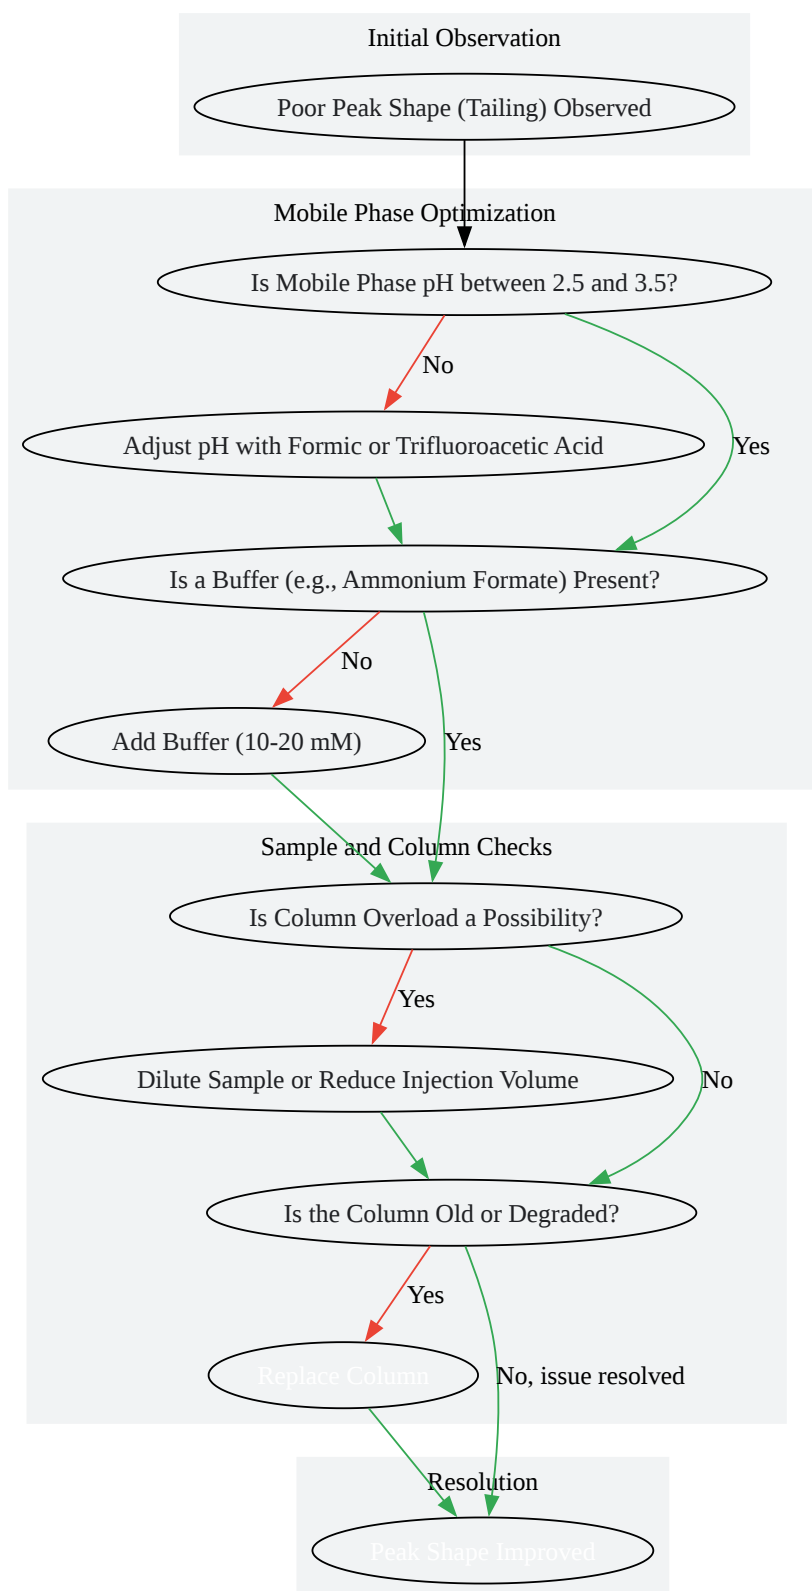 Initial Observation
Poor Peak Shape (Tailing) Observed
Mobile Phase Optimization
Is Mobile Phase pH between 2.5 and 3.5?
No
Adjust pH with Formic or Trifluoroacetic Acid
Yes
Is a Buffer (e.g., Ammonium Formate) Present?
No
Add Buffer (10-20 mM)
Yes
Sample and Column Checks
Is Column Overload a Possibility?
Yes
Dilute Sample or Reduce Injection Volume
No
Is the Column Old or Degraded?
Yes
Replace Column
No, issue resolved
Resolution
Peak Shape Improved